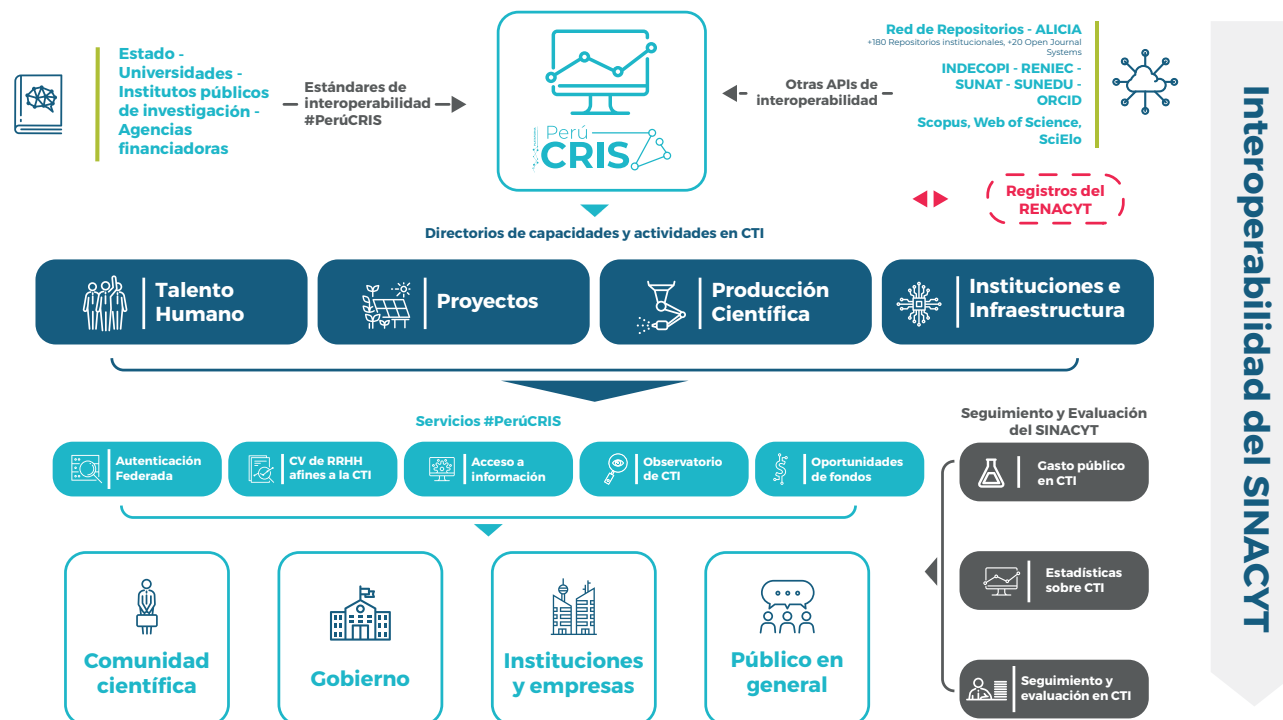 Estado -
Universidades -
Institutos públicos
de investigación -
Agencias
financiadoras
Estándares de
interoperabilidad
#PerúCRIS
Perú
CRIS
Otras APIs de
interoperabilidad
Red de Repositorios - ALICIA
+180 Repositorios institucionales, +20 Open Journal
Systems
INDECOPI - RENIEC -
SUNAT - SUNEDU -
ORCID
Scopus, Web of Science,
SciElo
Registros del
RENACYT
Directorios de capacidades y actividades en CTI
Talento
Humano
Proyectos
Producción
Científica
Instituciones e
Infraestructura
Servicios #PerúCRIS
Autenticación
Federada
CV de RRHH
afines a la CTI
Acceso a
información
Observatorio
de CTI
Oportunidades
de fondos
Comunidad
científica
Gobierno
Instituciones
y empresas
Público en
general
Seguimiento y Evaluación
del SINACYT
Gasto público
en CTI
Estadísticas
sobre CTI
Seguimiento y
evaluación en CTI
Interoperabilidad del SINACYT